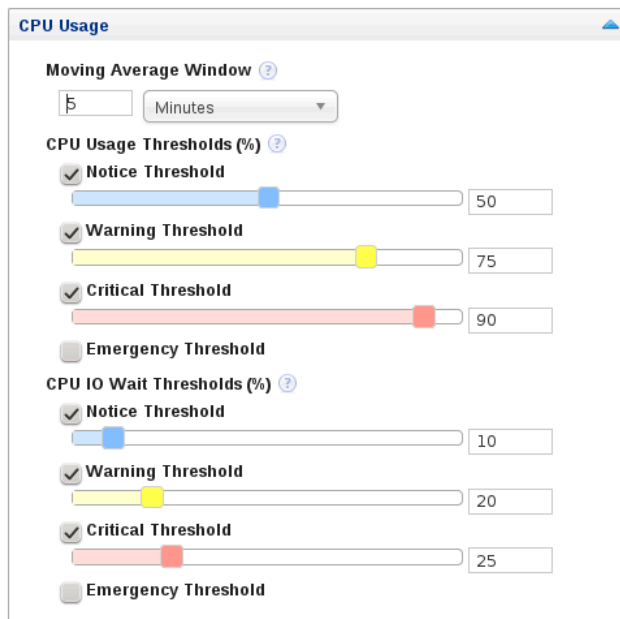 CPU Usage
Moving Average Window ?
5 Minutes
CPU Usage Thresholds (%) ?
Notice Threshold
50
Warning Threshold
75
Critical Threshold
90
Emergency Threshold
CPU IO Wait Thresholds (%) ?
Notice Threshold
10
Warning Threshold
20
Critical Threshold
25
Emergency Threshold